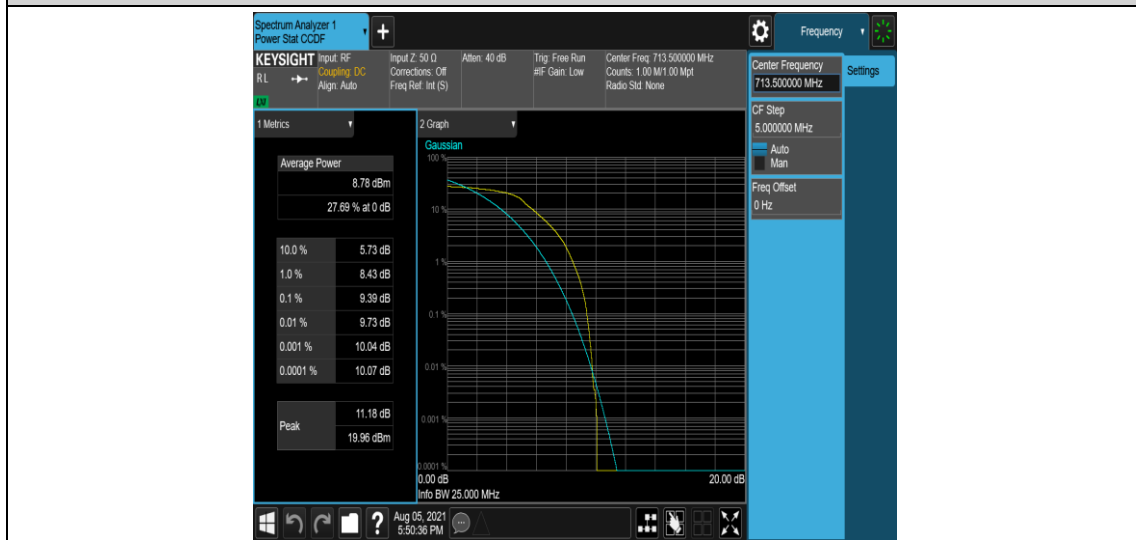 Spectrum Analyzer 1
Power Stat CCDF
+
Frequency
KEYSIGHT
RL
LXI
Input: RF
Coupling: DC
Align: Auto
Input Z: 50 Ω
Corrections: Off
Freq Ref: Int (S)
Atten: 40 dB
Trig: Free Run
#IF Gain: Low
Center Freq: 713.500000 MHz
Counts: 1.00 M/1.00 Mpt
Radio Std: None
Center Frequency
713.500000 MHz
Settings
CF Step
5.000000 MHz
Auto
Man
Freq Offset
0 Hz
1 Metrics
Average Power
8.78 dBm
27.69 % at 0 dB
10.0 % 5.73 dB
1.0 % 8.43 dB
0.1 % 9.39 dB
0.01 % 9.73 dB
0.001 % 10.04 dB
0.0001 % 10.07 dB
Peak
11.18 dB
19.96 dBm
2 Graph
Gaussian
100 %
10 %
1 %
0.1 %
0.01 %
0.001 %
0.0001 %
0.00 dB 20.00 dB
Info BW 25.000 MHz
?
Aug 05, 2021
5:50:36 PM